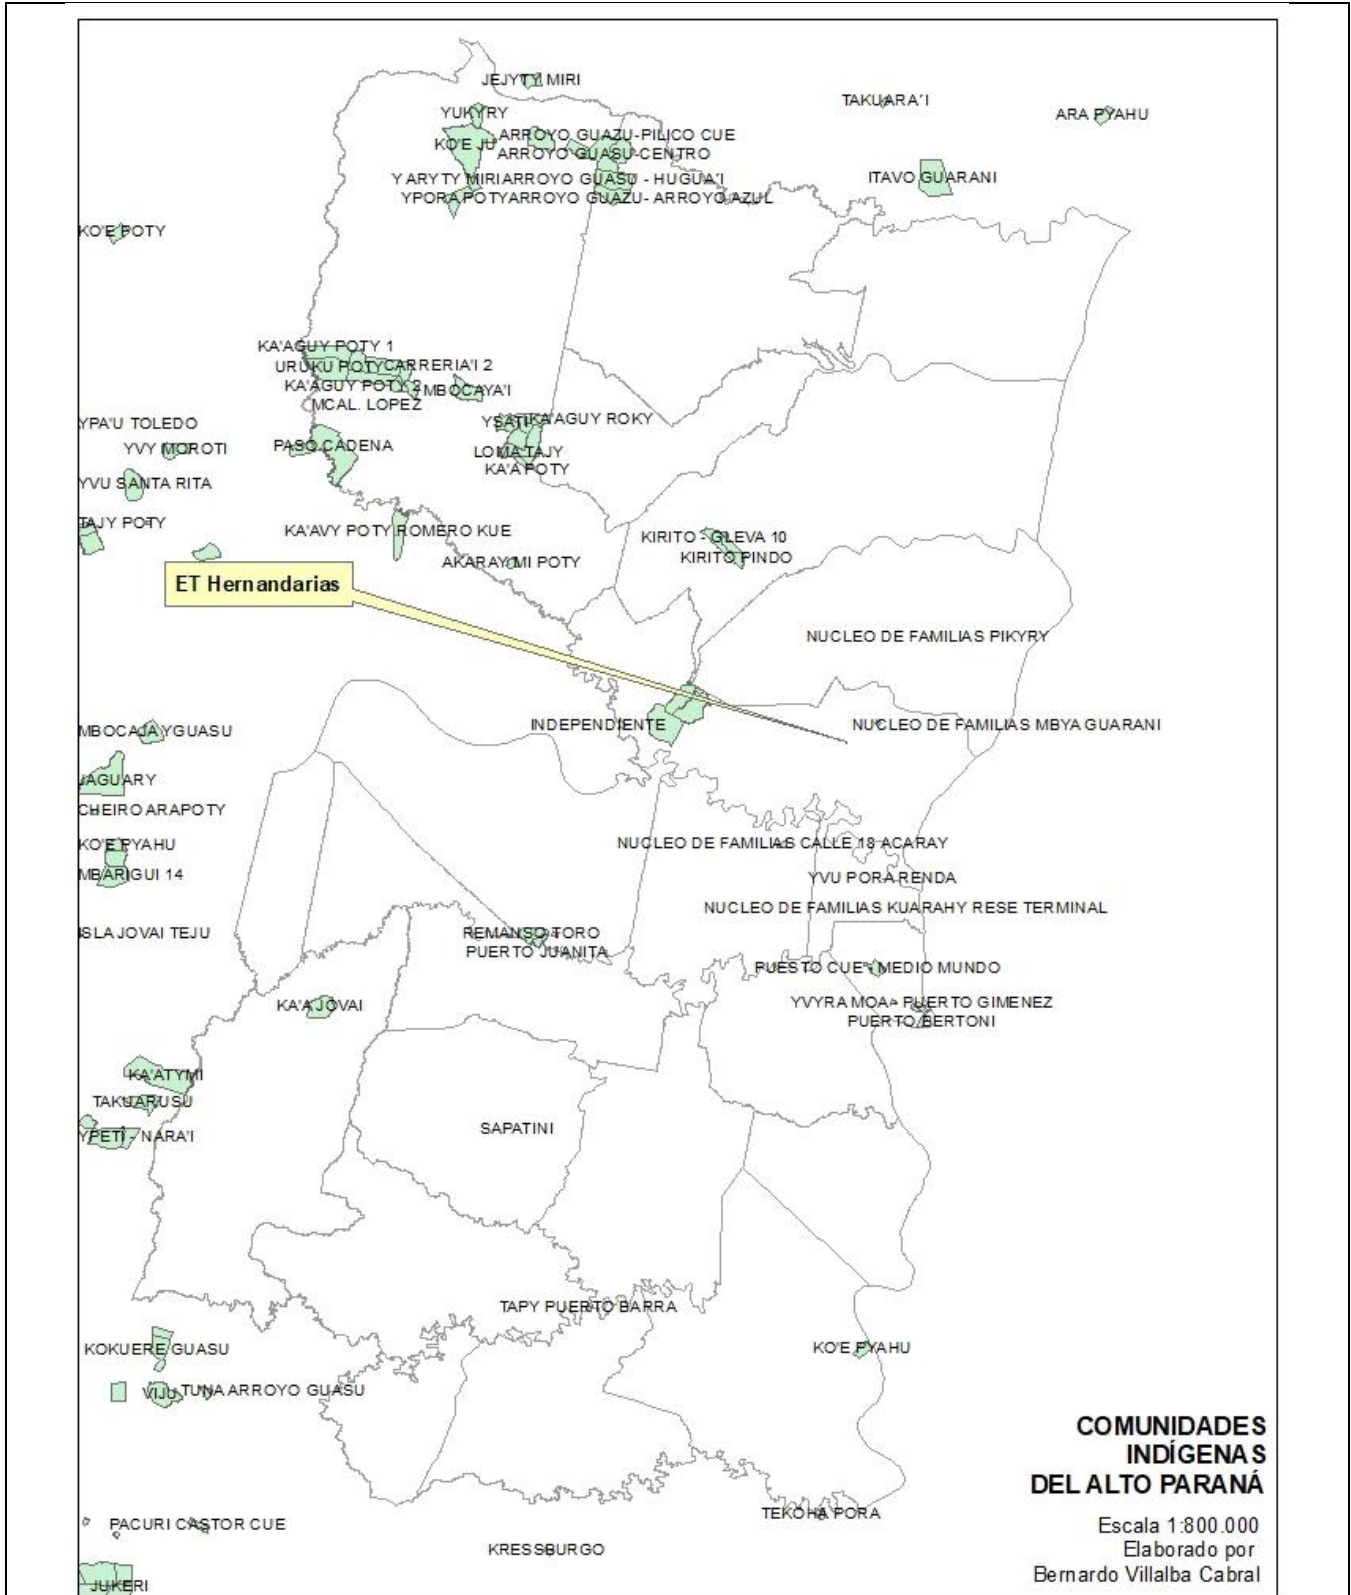 JEJYTY MIRI
TAKUARA'I
YUKYRY
ARA PYAHU
ARROYO GUAZU-PILICO CUE
KO'E JU
ARROYO GUASU-CENTRO
YARYTY MIRI
ARROYO GUASU - HUGUA'I
ITAVO GUARANI
YPORA POTY
ARROYO GUAZU- ARROYO AZUL
KO'E POTY
KA'AGUY POTY 1
URUKU POTY
CARRERIA'I 2
KA'AGUY POTY 2
MBOCAYA'I
MCAL. LOPEZ
YPA'U TOLEDO
YSATI
KA'AGUY ROKY
YVY MOROTI
PASO CADENA
LOMA TAJY
KA'A POTY
YVU SANTA RITA
TAJY POTY
KA'AVY POTY ROMERO KUE
KIRITO - GLEVA 10
KIRITO PINDO
AKARAYMI POTY
ET Hernandarias
NUCLEO DE FAMILIAS PIKYRY
MBOCAJA YGUASU
INDEPENDIENTE
NUCLEO DE FAMILIAS MBYA GUARANI
JAGUARY
CHEIRO ARAPOTY
KO'E PYAHU
NUCLEO DE FAMILIAS CALLE 18 ACARAY
MBARIGUI 14
YVU PORA RENDA
NUCLEO DE FAMILIAS KUARAHY RESE TERMINAL
ISLA JOVAI TEJU
REMANSO TORO
PUERTO JUANITA
PUESTO CUE - MEDIO MUNDO
KA'A JOVAI
YVYRA MOA - PUERTO GIMENEZ
PUERTO BERTONI
KA'ATYMI
TAKUARUSU
YPETI - NARA'I
SAPATINI
TAPY PUERTO BARRA
KOKUERE GUASU
KO'E PYAHU
VIJU
TUNA ARROYO GUASU
COMUNIDADES
INDÍGENAS
DEL ALTO PARANÁ
TEKOHA PORA
PACURI CASTOR CUE
Escala 1:800.000
KRESSBURGO
Elaborado por
Bernardo Villalba Cabral
JUKERI